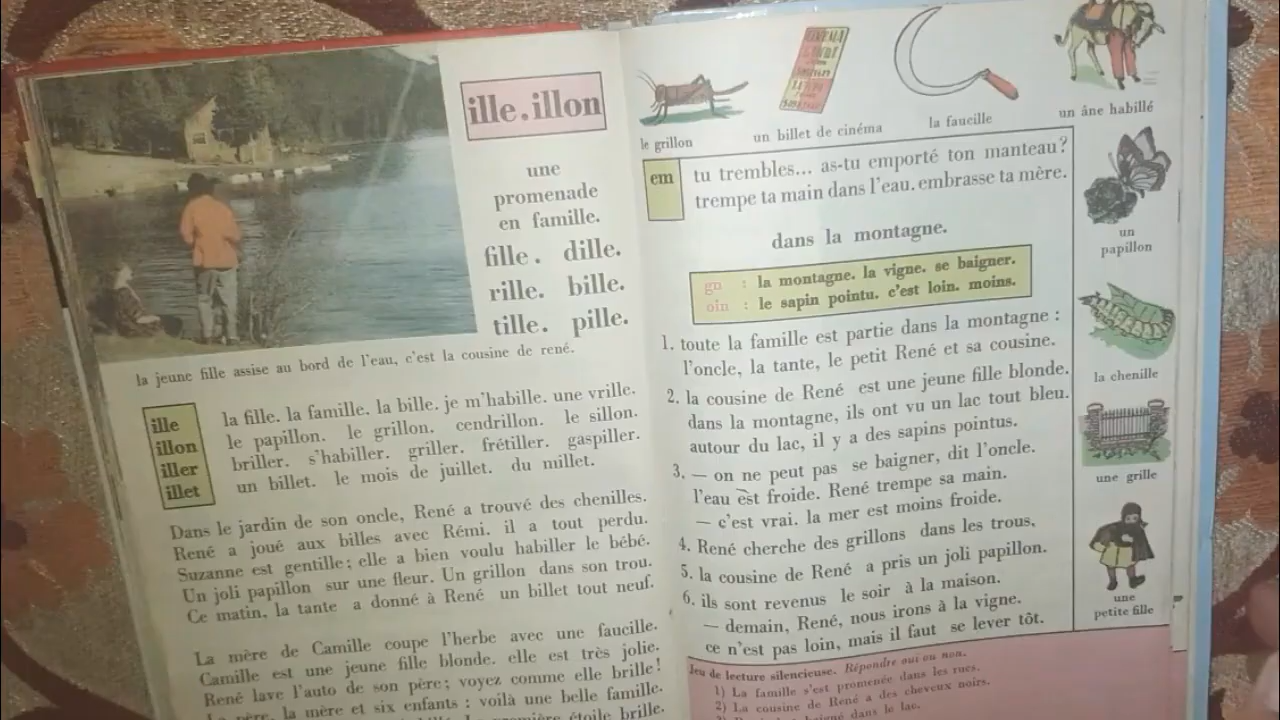 ille.illon
une
promenade
en famille.
fille. dille.
rille. bille.
tille. pille.
la jeune fille assise au bord de l'eau, c'est la cousine de rené.
ille
illon
iller
illet
la fille. la famille. la bille. je m'habille. une vrille.
le papillon. le grillon. cendrillon. le sillon.
briller. s'habiller. griller. frétiller. gaspiller.
un billet. le mois de juillet. du millet.
Dans le jardin de son oncle, René a trouvé des chenilles.
René a joué aux billes avec Rémi. il a tout perdu.
Suzanne est gentille; elle a bien voulu habiller le bébé.
Un joli papillon sur une fleur. Un grillon dans son trou.
Ce matin, la tante a donné à René un billet tout neuf.
La mère de Camille coupe l'herbe avec une faucille.
Camille est une jeune fille blonde. elle est très jolie.
René lave l'auto de son père; voyez comme elle brille!
père, la mère et six enfants : voilà une belle famille.
étoile brille.
le grillon
un billet de cinéma
la faucille
un âne habillé
em
tu trembles... as-tu emporté ton manteau?
trempe ta main dans l'eau. embrasse ta mère.
dans la montagne.
gn : la montagne. la vigne. se baigner.
oin : le sapin pointu. c'est loin. moins.
1. toute la famille est partie dans la montagne :
l'oncle, la tante, le petit René et sa cousine.
2. la cousine de René est une jeune fille blonde.
dans la montagne, ils ont vu un lac tout bleu.
autour du lac, il y a des sapins pointus.
3. — on ne peut pas se baigner, dit l'oncle.
l'eau est froide. René trempe sa main.
— c'est vrai. la mer est moins froide.
4. René cherche des grillons dans les trous,
5. la cousine de René a pris un joli papillon.
6. ils sont revenus le soir à la maison.
— demain, René, nous irons à la vigne.
ce n'est pas loin, mais il faut se lever tôt.
un
papillon
la chenille
une grille
une
petite fille
Jeu de lecture silencieuse. Répondre oui ou non.
1) La famille s'est promenée dans les rues.
2) La cousine de René a des cheveux noirs.
baigné dans le lac.